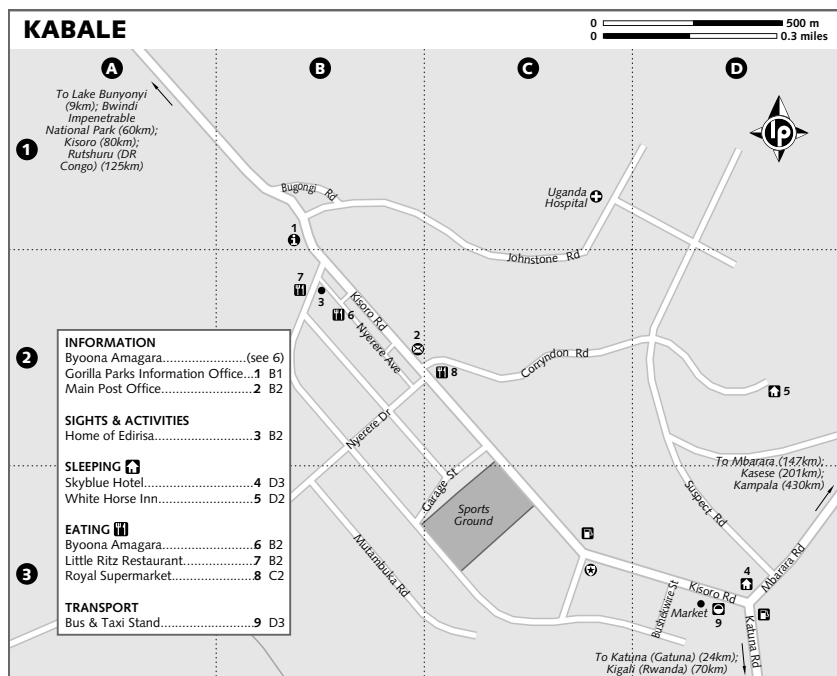 KABALE
0 500 m
0 0.3 miles
A
B
C
D
1
2
3
To Lake Bunyonyi
(9km); Bwindi
Impenetrable
National Park (60km);
Kisoro (80km);
Rutshuru (DR
Congo) (125km)
lp
Bugongi Rd
Uganda
Hospital
1
Johnstone Rd
7
3
6
Kisoro Rd
Nyerere Ave
2
8
Corryndon Rd
5
Nyerere Dr
INFORMATION
Byoona Amagara.....................(see 6)
Gorilla Parks Information Office...1 B1
Main Post Office........................2 B2
SIGHTS & ACTIVITIES
Home of Edirisa.........................3 B2
SLEEPING
Skyblue Hotel............................4 D3
White Horse Inn........................5 D2
EATING
Byoona Amagara.......................6 B2
Little Ritz Restaurant.................7 B2
Royal Supermarket....................8 C2
TRANSPORT
Bus & Taxi Stand.......................9 D3
To Mbarara (147km);
Kasese (201km);
Kampala (430km)
Garage St
Sports
Ground
Suspect Rd
Mutambuka Rd
4
Mbarara Rd
Kisoro Rd
Bushekwire St
Market
9
Katuna Rd
To Katuna (Gatuna) (24km);
Kigali (Rwanda) (70km)